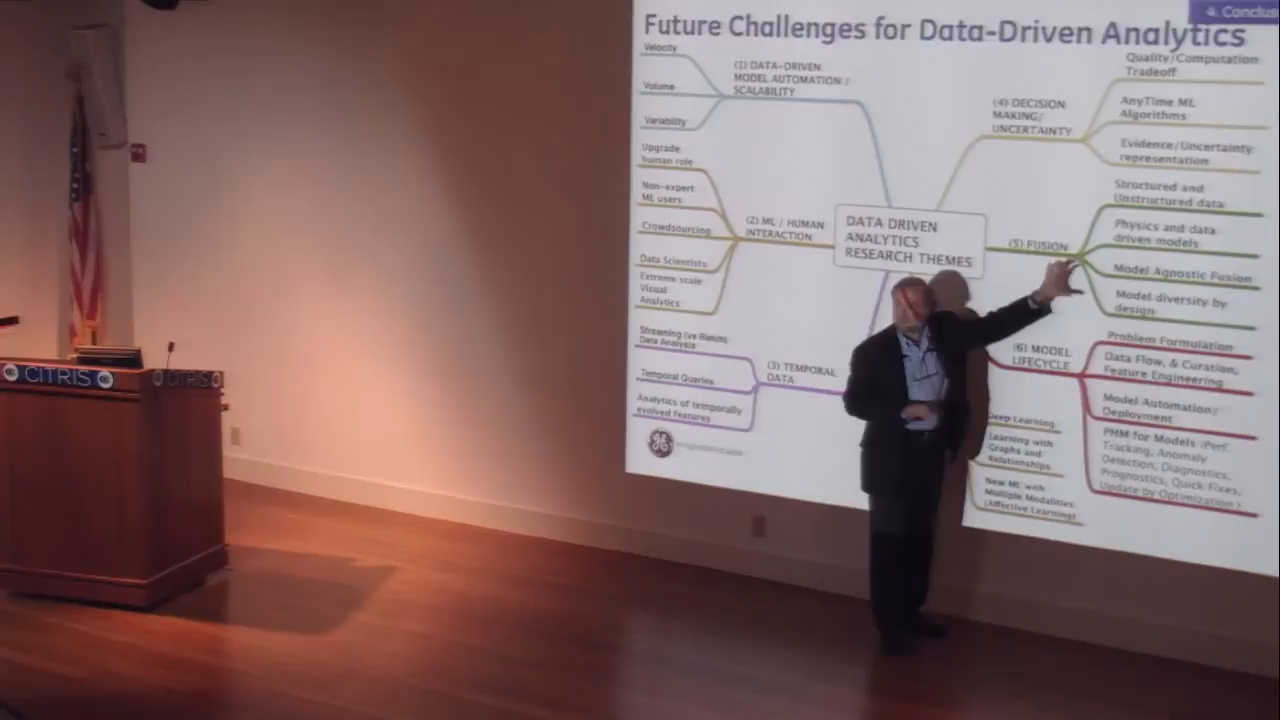 4. Conclus
Future Challenges for Data-Driven Analytics
Velocity
Volume
Variability
(1) DATA-DRIVEN
MODEL AUTOMATION /
SCALABILITY
Upgrade
human role
Non-expert
ML users
Crowdsourcing
Data Scientists
Extreme scale
Visual
Analytics
(2) ML / HUMAN
INTERACTION
Streaming (vs Batch)
Data Analysis
Temporal Queries
Analytics of temporally
evolved features
(3) TEMPORAL
DATA
DATA DRIVEN
ANALYTICS
RESEARCH THEMES
(4) DECISION
MAKING/
UNCERTAINTY
Quality/Computation
Tradeoff
AnyTime ML
Algorithms
Evidence/Uncertainty
representation
(5) FUSION
Structured and
Unstructured data
Physics and data
driven models
Model Agnostic Fusion
Model diversity by
design
(6) MODEL
LIFECYCLE
Problem Formulation
Data Flow, & Curation,
Feature Engineering
Model Automation/
Deployment
PHM for Models (Perf.
Tracking, Anomaly
Detection, Diagnostics,
Prognostics, Quick Fixes,
Update by Optimization)
Deep Learning
Learning with
Graphs and
Relationships
New ML with
Multiple Modalities
(Affective Learning)
GE
CITRIS
CITRIS